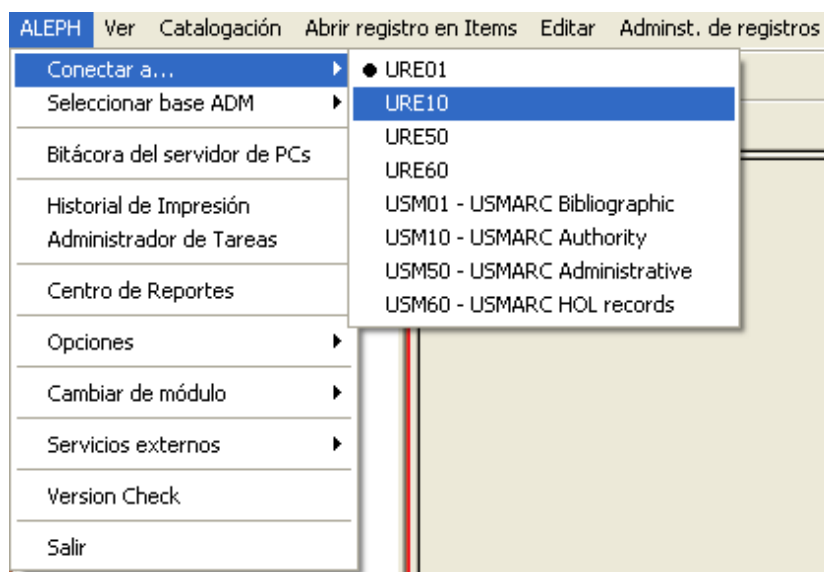 ALEPH Ver Catalogación Abrir registro en Items Editar Adminst. de registros
Conectar a...
Seleccionar base ADM
Bitácora del servidor de PCs
Historial de Impresión
Administrador de Tareas
Centro de Reportes
Opciones
Cambiar de módulo
Servicios externos
Version Check
Salir
URE01
URE10
URE50
URE60
USM01 - USMARC Bibliographic
USM10 - USMARC Authority
USM50 - USMARC Administrative
USM60 - USMARC HOL records